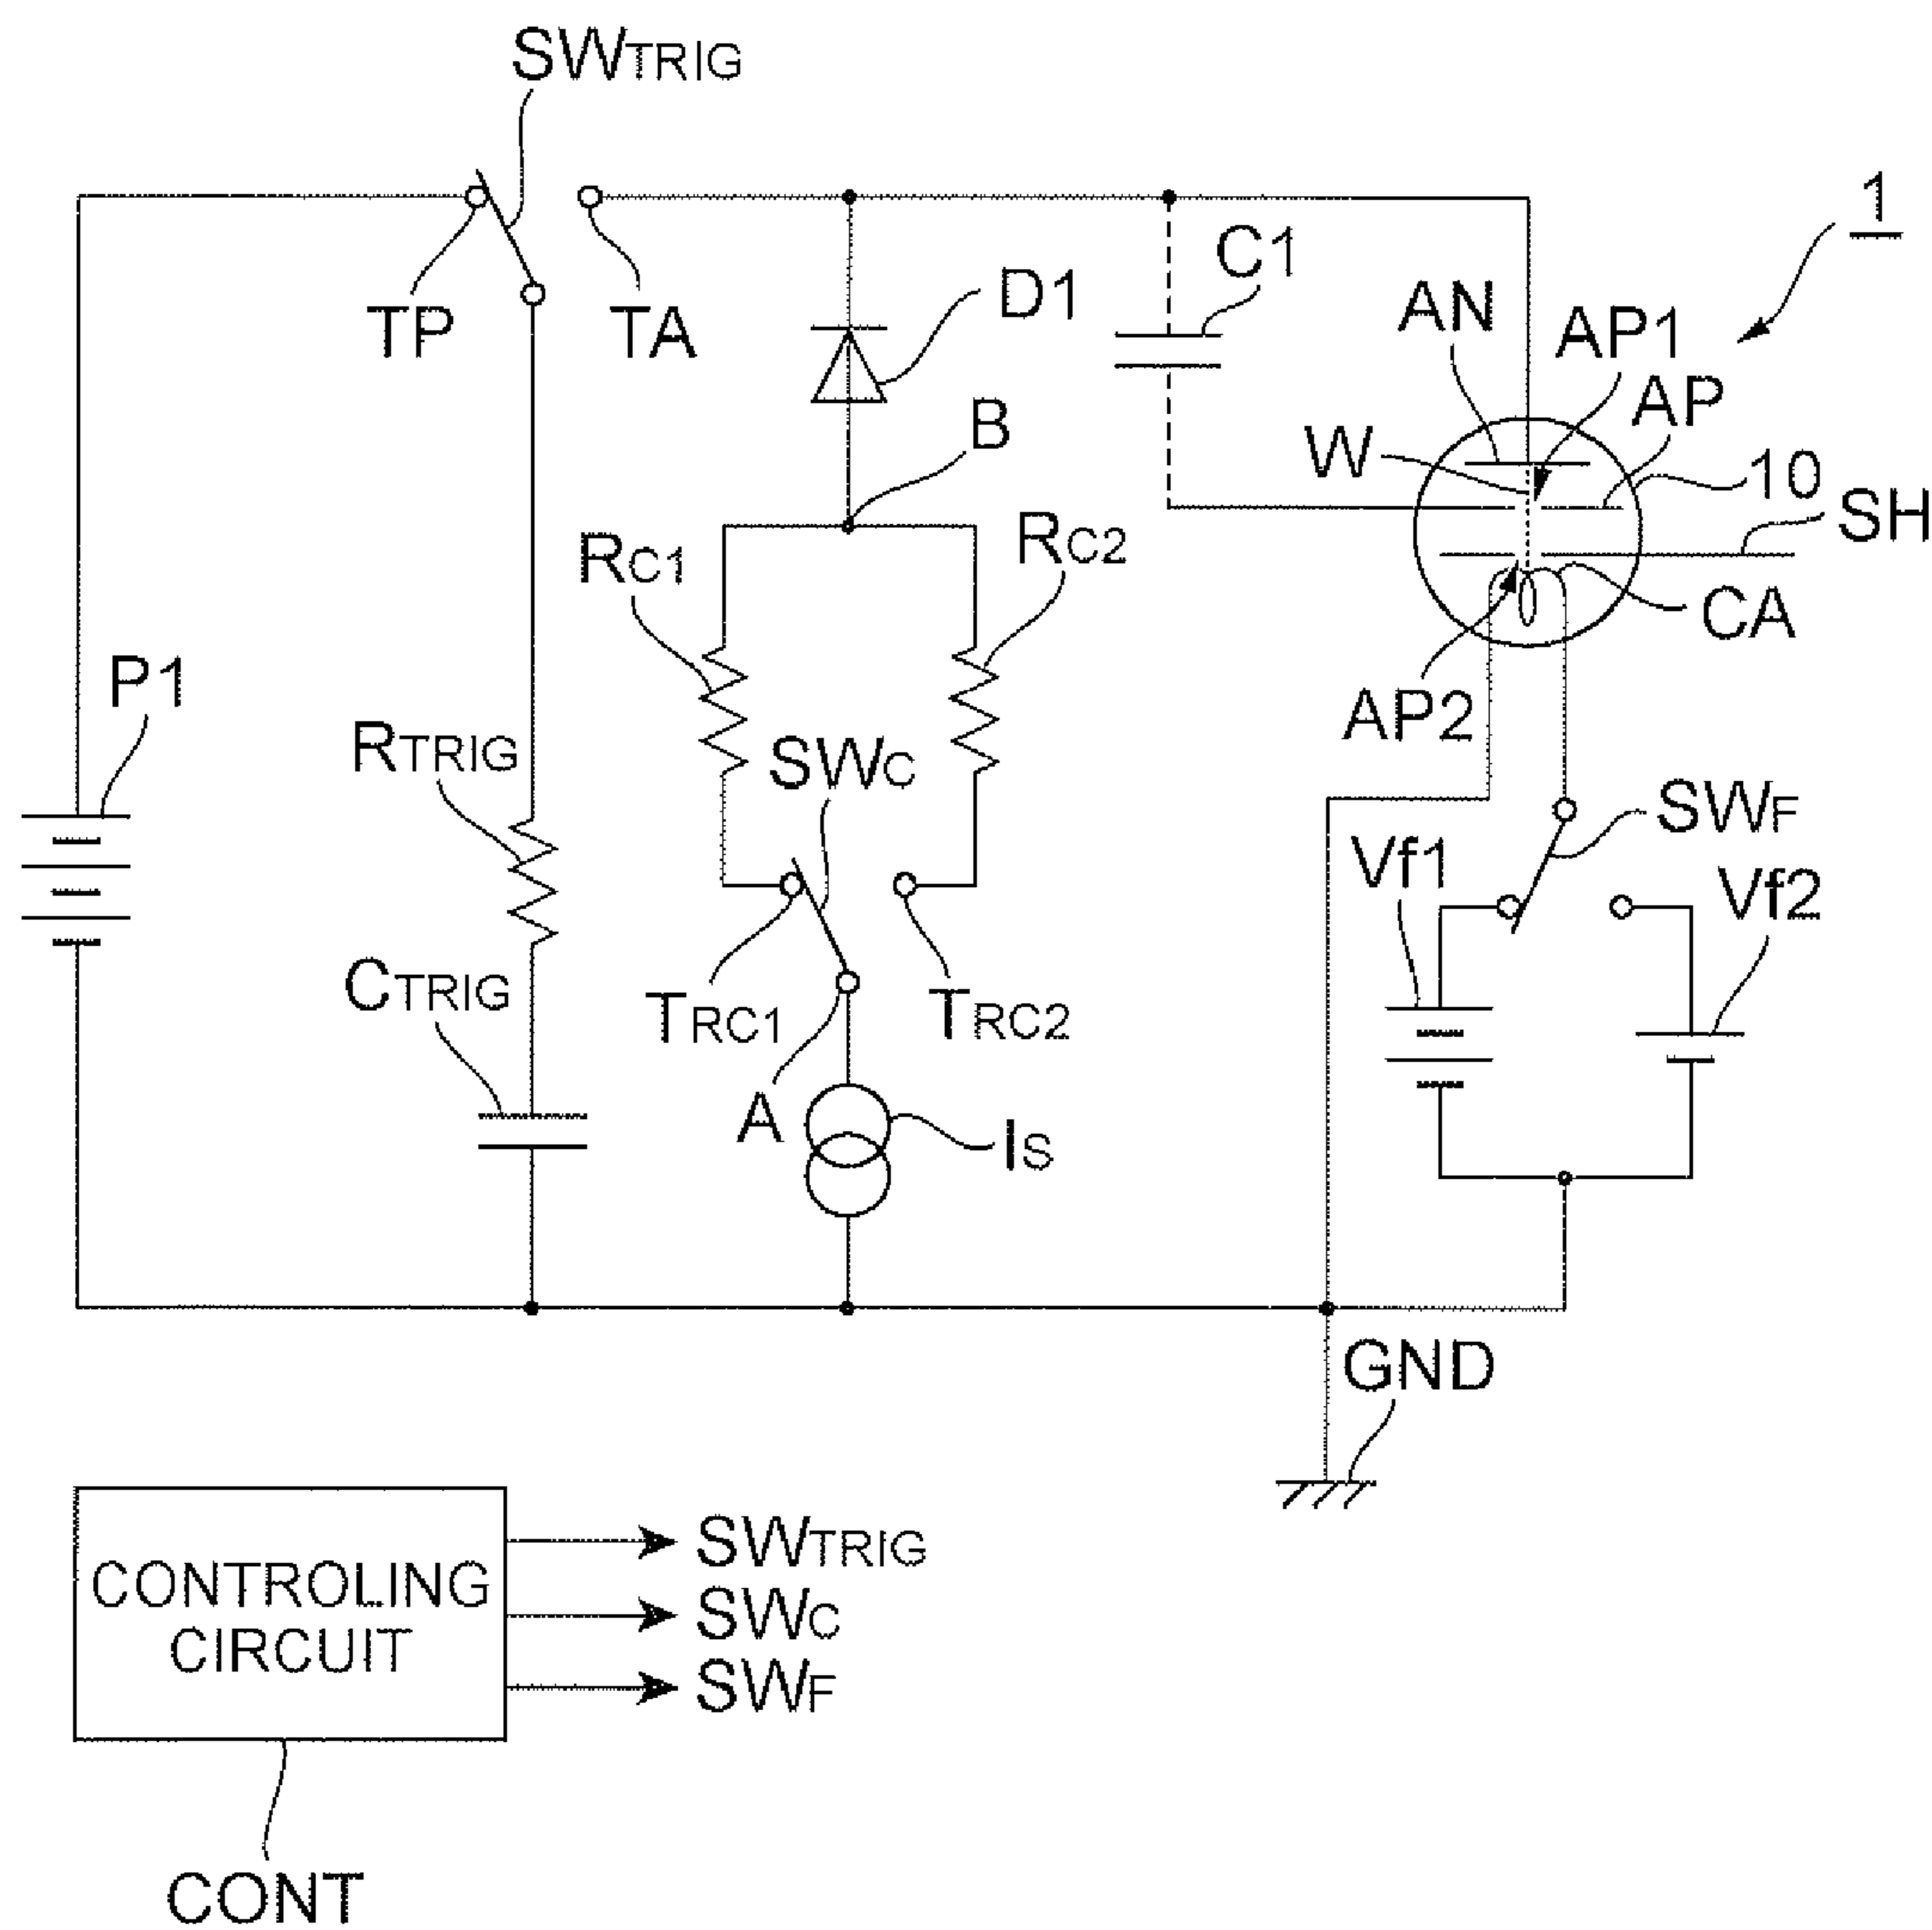 SWTRIG
1
C1
TP
TA
D1
AN
AP1
AP
B
W
10
SH
RC1
RC2
CA
P1
AP2
RTRIG
SWC
SWF
Vf1
Vf2
CTRIG
TRC1
TRC2
A
IS
GND
CONTROLING
CIRCUIT
SWTRIG
SWC
SWF
CONT